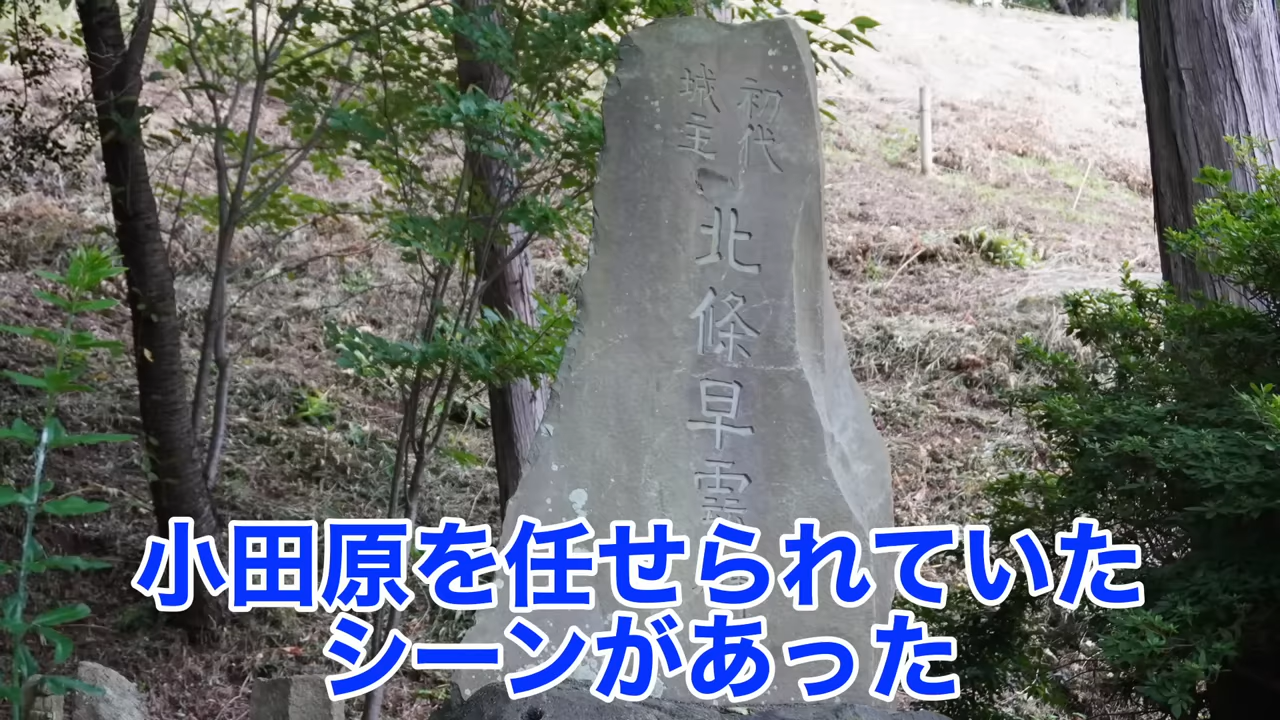 初代
城主
北條早雲
小田原を任せられていた
シーンがあった